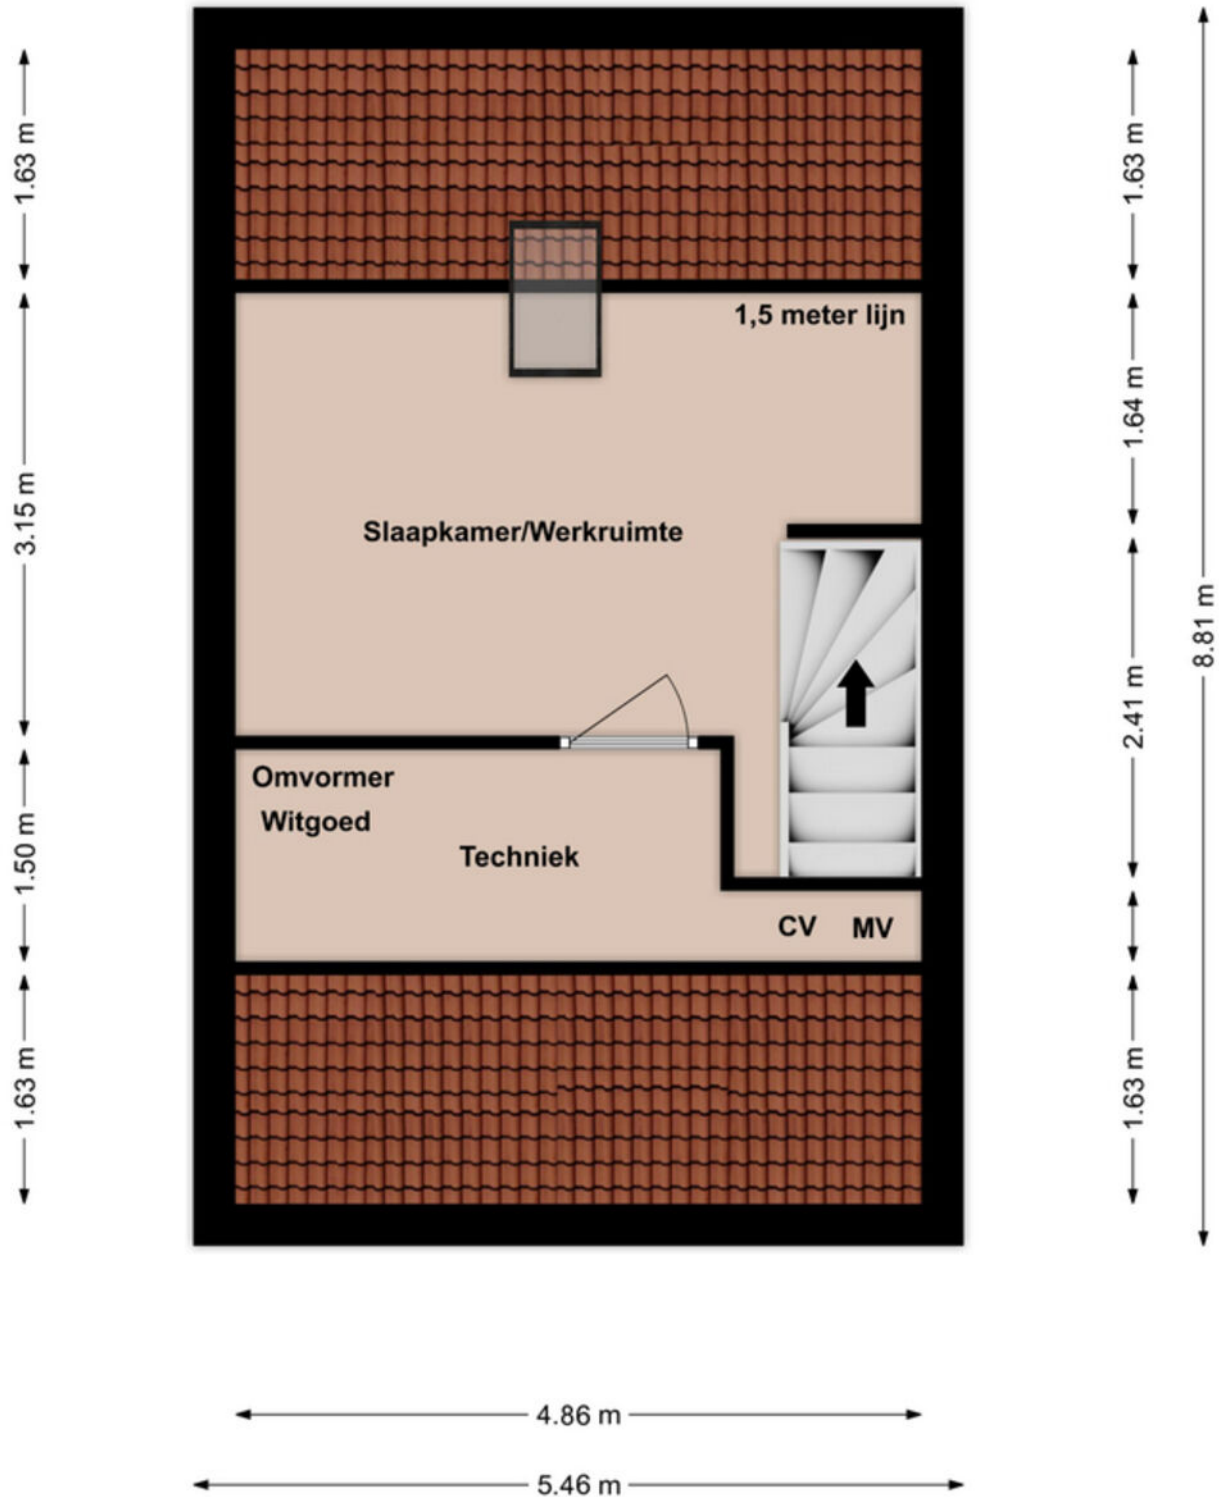 1.63 m
1.63 m
1,5 meter lijn
3.15 m
1.64 m
Slaapkamer/Werkruimte
8.81 m
2.41 m
Omvormer
Witgoed
Techniek
1.50 m
CV MV
1.63 m
1.63 m
4.86 m
5.46 m